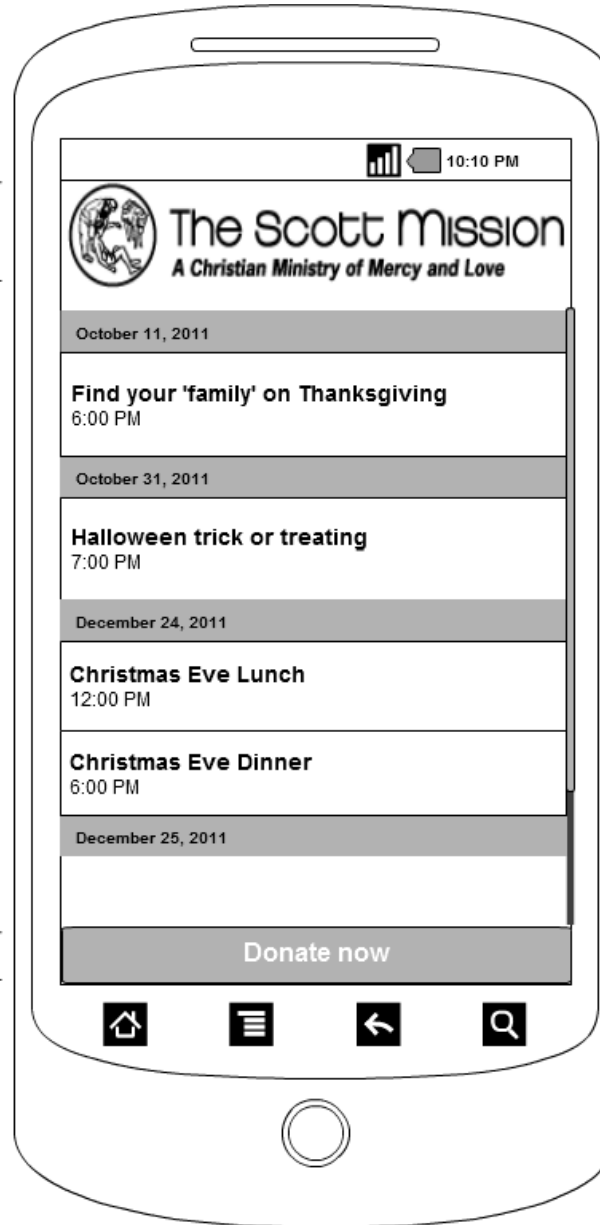 10:10 PM
The Scott Mission
A Christian Ministry of Mercy and Love
October 11, 2011
Find your 'family' on Thanksgiving
6:00 PM
October 31, 2011
Halloween trick or treating
7:00 PM
December 24, 2011
Christmas Eve Lunch
12:00 PM
Christmas Eve Dinner
6:00 PM
December 25, 2011
Donate now